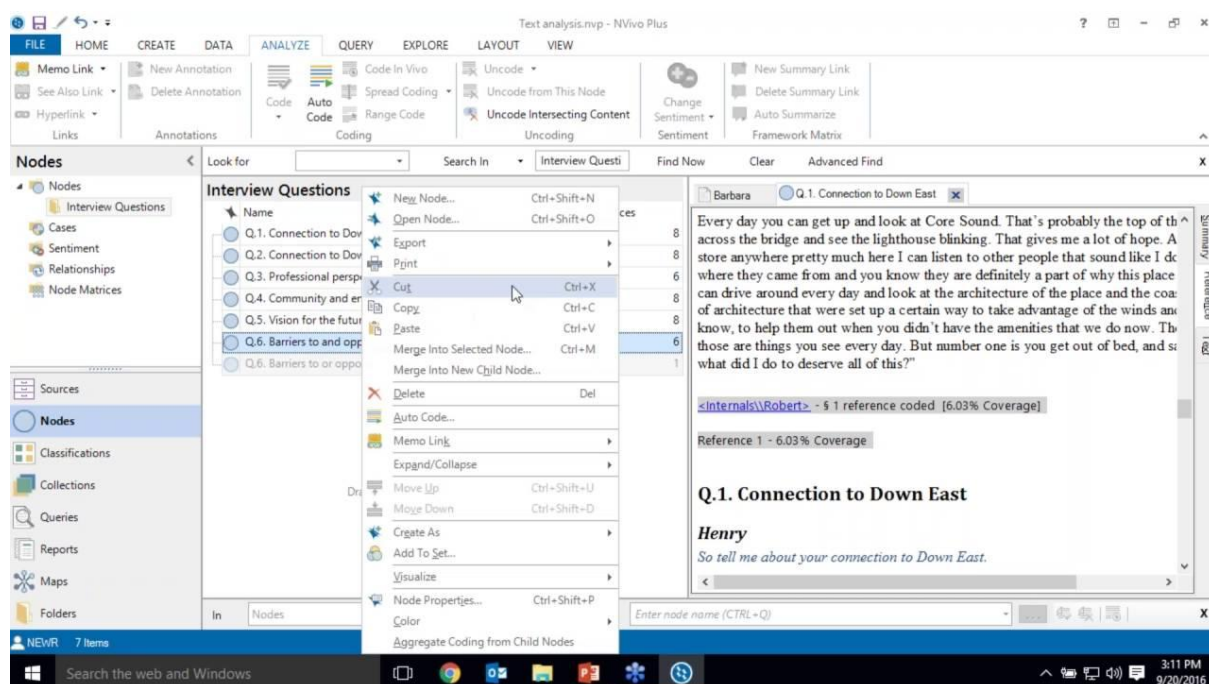 Text analysis.nvp - NVivo Plus
FILE HOME CREATE DATA ANALYZE QUERY EXPLORE LAYOUT VIEW
Memo Link
See Also Link
Hyperlink
Links
New Annotation
Delete Annotation
Annotations
Code
Auto Code
Code In Vivo
Spread Coding
Range Code
Coding
Uncode
Uncode from This Node
Uncode Intersecting Content
Uncoding
Change Sentiment
Sentiment
New Summary Link
Delete Summary Link
Auto Summarize
Framework Matrix
Nodes
Look for
Search In
Interview Questi
Find Now
Clear
Advanced Find
X
Nodes
Interview Questions
Cases
Sentiment
Relationships
Node Matrices
Sources
Nodes
Classifications
Collections
Queries
Reports
Maps
Folders
Interview Questions
Name
ces
Q.1. Connection to Dow
8
Q.2. Connection to Dow
8
Q.3. Professional persp
6
Q.4. Community and er
8
Q.5. Vision for the futur
8
Q.6. Barriers to and opp
6
Q.6. Barriers to or oppo
1
Dra
New Node... Ctrl+Shift+N
Open Node... Ctrl+Shift+O
Export
Print
Cut Ctrl+X
Copy Ctrl+C
Paste Ctrl+V
Merge Into Selected Node... Ctrl+M
Merge Into New Child Node...
Delete Del
Auto Code...
Memo Link
Expand/Collapse
Move Up Ctrl+Shift+U
Move Down Ctrl+Shift+D
Create As
Add To Set...
Visualize
Node Properties... Ctrl+Shift+P
Color
Aggregate Coding from Child Nodes
Barbara
Q.1. Connection to Down East
Every day you can get up and look at Core Sound. That's probably the top of th
across the bridge and see the lighthouse blinking. That gives me a lot of hope. A
store anywhere pretty much here I can listen to other people that sound like I do
where they came from and you know they are definitely a part of why this place
can drive around every day and look at the architecture of the place and the coa
of architecture that were set up a certain way to take advantage of the winds and
know, to help them out when you didn't have the amenities that we do now. The
those are things you see every day. But number one is you get out of bed, and sa
what did I do to deserve all of this?"
<Internals\\Robert> - § 1 reference coded [6.03% Coverage]
Reference 1 - 6.03% Coverage
Q.1. Connection to Down East
Henry
So tell me about your connection to Down East.
Summary
Reference
Text
In
Nodes
Enter node name (CTRL+Q)
X
NEWR 7 Items
Search the web and Windows
3:11 PM
9/20/2016